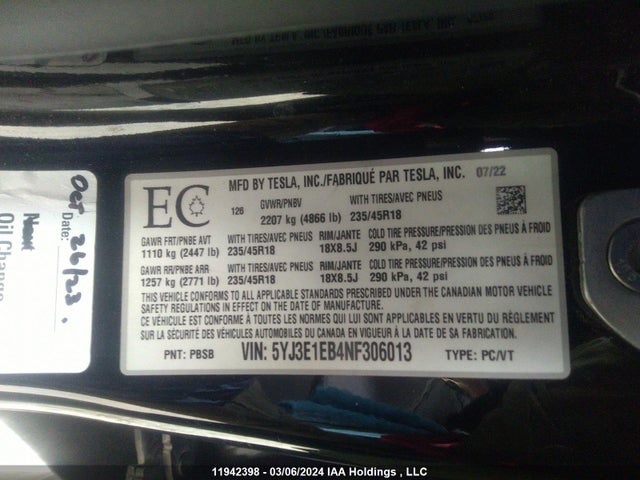 MFD BY TESLA, INC./FABRIQUÉ PAR TESLA, INC. 07/22
EC
126
GVWR/PNBV WITH TIRES/AVEC PNEUS
2207 kg (4866 lb) 235/45R18
GAWR FRT/PNBE AVT WITH TIRES/AVEC PNEUS RIM/JANTE COLD TIRE PRESSURE/PRESSION DES PNEUS À FROID
1110 kg (2447 lb) 235/45R18 18X8.5J 290 kPa, 42 psi
GAWR RR/PNBE ARR WITH TIRES/AVEC PNEUS RIM/JANTE COLD TIRE PRESSURE/PRESSION DES PNEUS À FROID
1257 kg (2771 lb) 235/45R18 18X8.5J 290 kPa, 42 psi
THIS VEHICLE CONFORMS TO ALL APPLICABLE STANDARDS PRESCRIBED UNDER THE CANADIAN MOTOR VEHICLE
SAFETY REGULATIONS IN EFFECT ON THE DATE OF MANUFACTURE.
CE VÉHICULE EST CONFORME À TOUTES LES NORMES QUI LUI SONT APPLICABLES EN VERTU DU RÈGLEMENT
SUR LA SÉCURITÉ DES VÉHICULES AUTOMOBILES DU CANADA EN VIGUEUR À LA DATE DE SA FABRICATION.
PNT: PBSB VIN: 5YJ3E1EB4NF306013 TYPE: PC/VT
Date: Oct 26/23.
Oil Change
11942398 - 03/06/2024 IAA Holdings , LLC